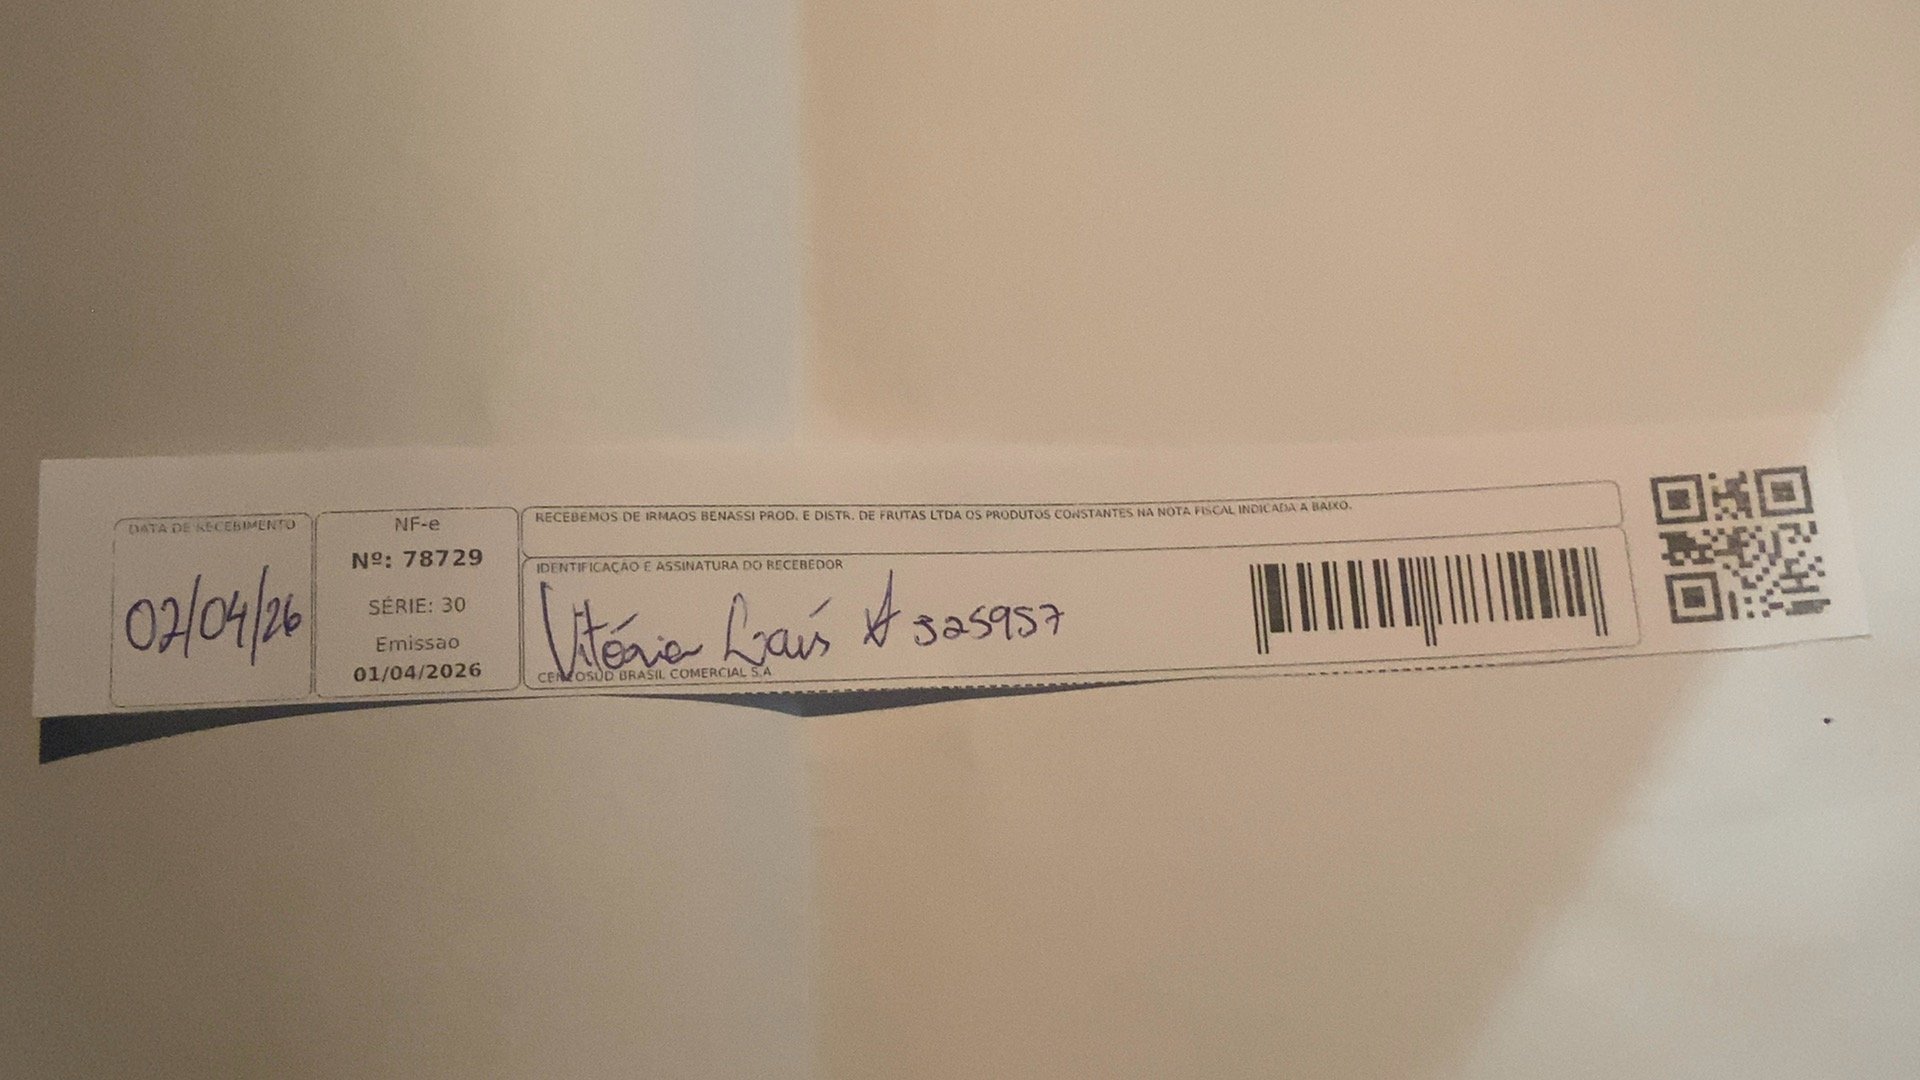 DATA DE RECEBIMENTO
02/04/26
NF-e
Nº: 78729
SÉRIE: 30
Emissao
01/04/2026
RECEBEMOS DE IRMAOS BENASSI PROD. E DISTR. DE FRUTAS LTDA OS PRODUTOS CONSTANTES NA NOTA FISCAL INDICADA A BAIXO.
IDENTIFICAÇÃO E ASSINATURA DO RECEBEDOR
Vitória Laís 325957
CENCOSUD BRASIL COMERCIAL S.A